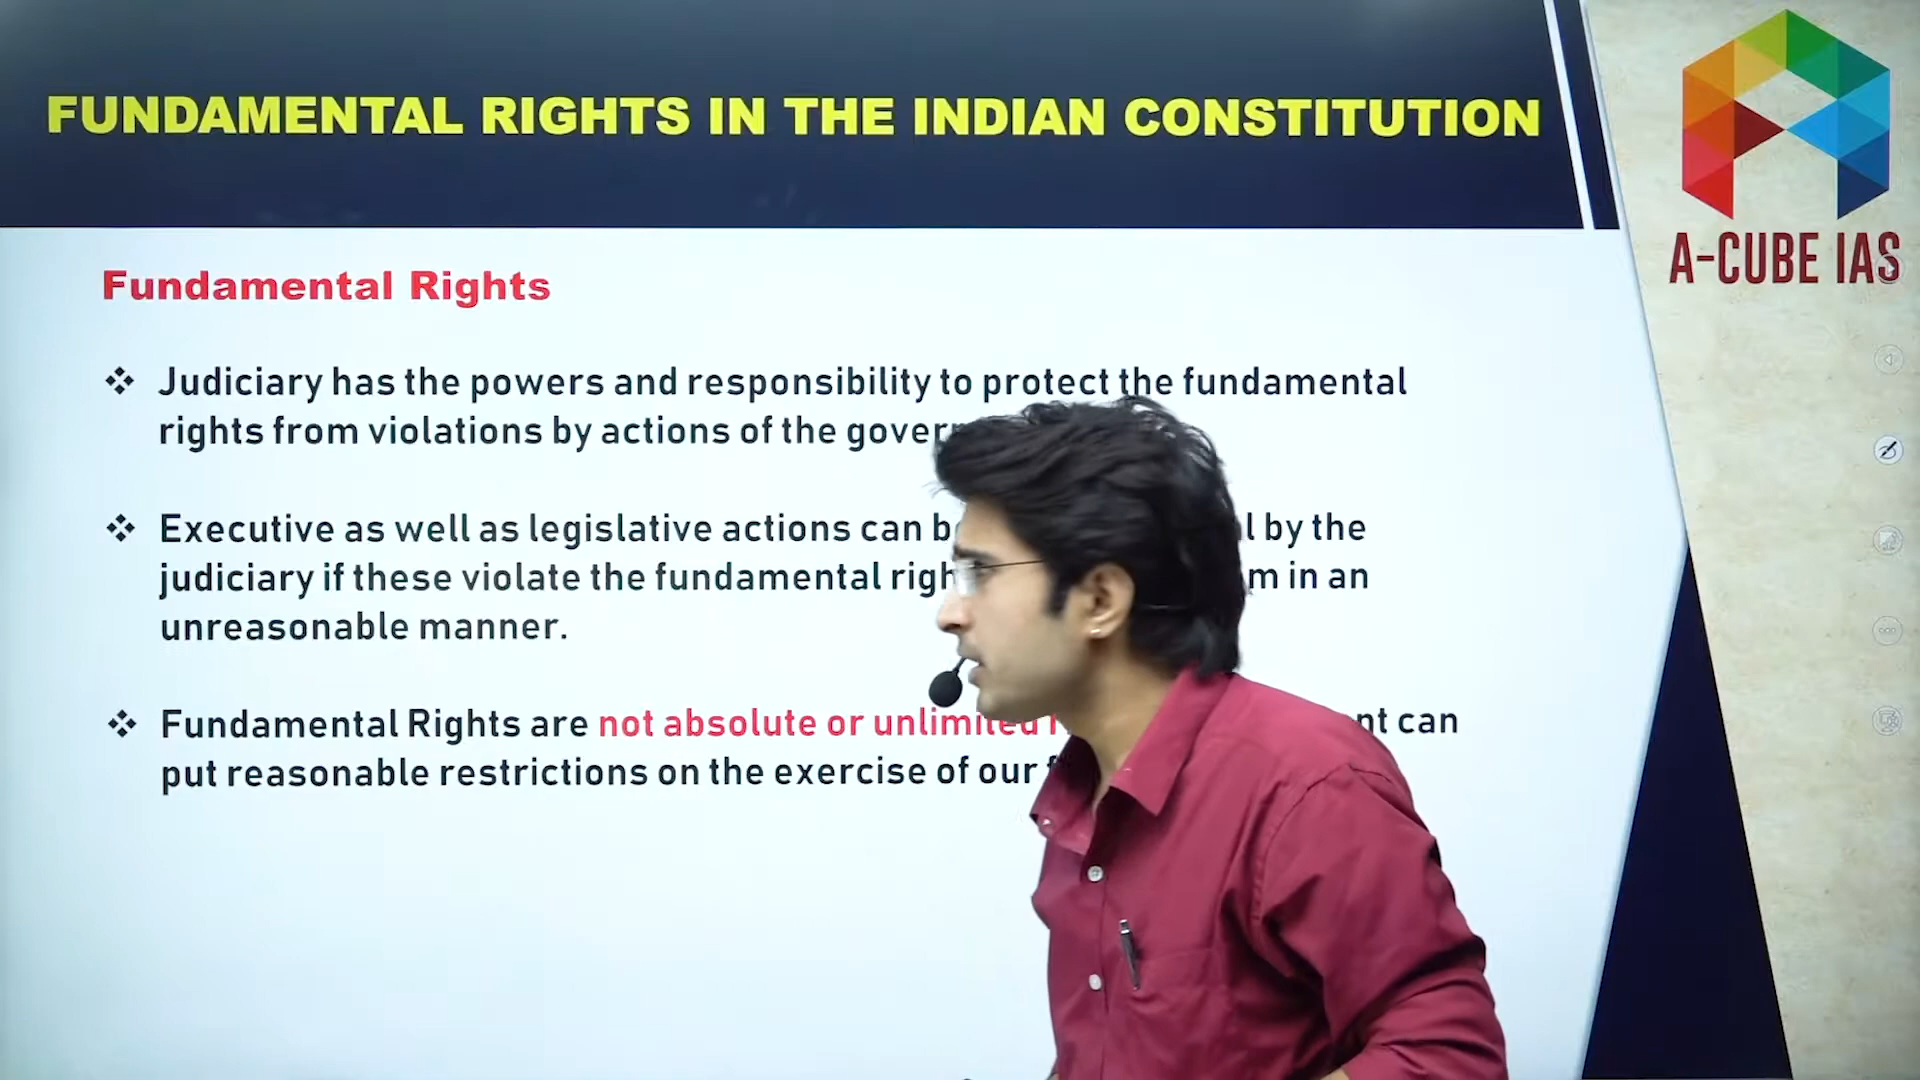 FUNDAMENTAL RIGHTS IN THE INDIAN CONSTITUTION
A-CUBE IAS
Fundamental Rights
❖ Judiciary has the powers and responsibility to protect the fundamental
rights from violations by actions of the
❖ Executive as well as legislative actions can by the
judiciary if these violate the fundamental in an
unreasonable manner.
❖ Fundamental Rights are not absolute or unlimited can
put reasonable restrictions on the exercise of our